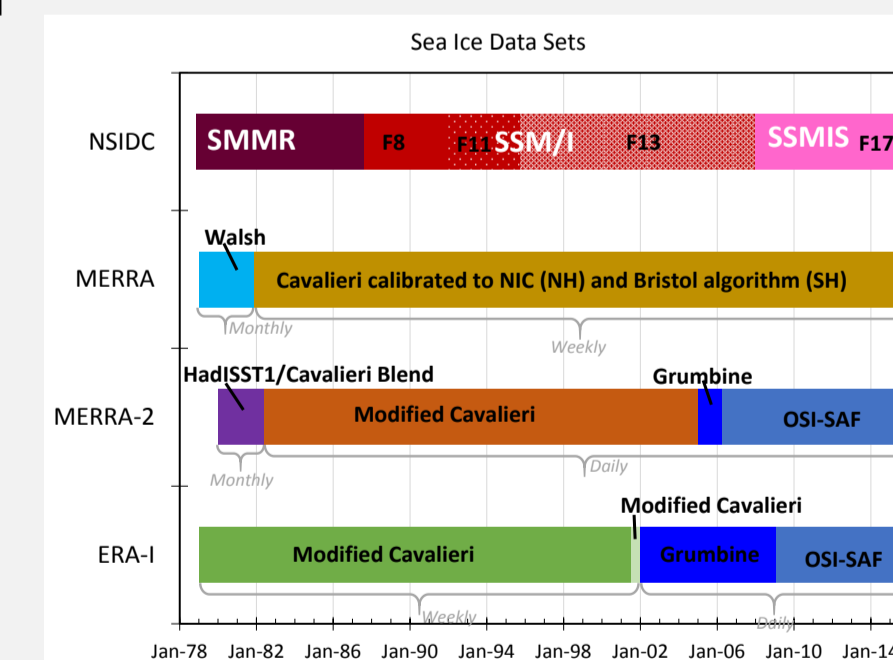 Sea Ice Data Sets
NSIDC
SMMR
F8
F11
SSM/I
F13
SSMIS
F17
Walsh
MERRA
Cavalieri calibrated to NIC (NH) and Bristol algorithm (SH)
Monthly
Weekly
HadISST1/Cavalieri Blend
Grumbine
MERRA-2
Modified Cavalieri
OSI-SAF
Daily
Monthly
Modified Cavalieri
ERA-I
Modified Cavalieri
Grumbine
OSI-SAF
Weekly
Daily
Jan-78 Jan-82 Jan-86 Jan-90 Jan-94 Jan-98 Jan-02 Jan-06 Jan-10 Jan-14